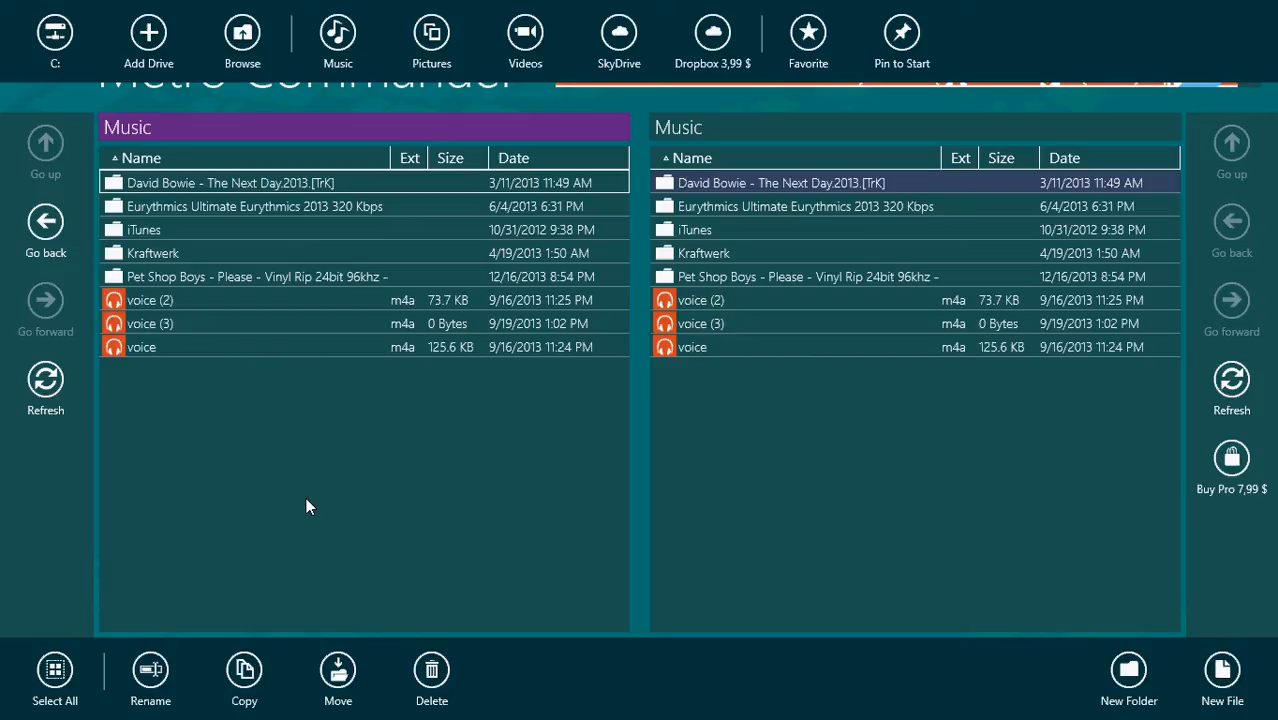 C: Add Drive Browse Music Pictures Videos SkyDrive Dropbox 3,99 $ Favorite Pin to Start
Metro Commander
Music
Name Ext Size Date
David Bowie - The Next Day.2013.[TrK] 3/11/2013 11:49 AM
Eurythmics Ultimate Eurythmics 2013 320 Kbps 6/4/2013 6:31 PM
iTunes 10/31/2012 9:38 PM
Kraftwerk 4/19/2013 1:50 AM
Pet Shop Boys - Please - Vinyl Rip 24bit 96khz - 12/16/2013 8:54 PM
voice (2) m4a 73.7 KB 9/16/2013 11:25 PM
voice (3) m4a 0 Bytes 9/19/2013 1:02 PM
voice m4a 125.6 KB 9/16/2013 11:24 PM
Music
Name Ext Size Date
David Bowie - The Next Day.2013.[TrK] 3/11/2013 11:49 AM
Eurythmics Ultimate Eurythmics 2013 320 Kbps 6/4/2013 6:31 PM
iTunes 10/31/2012 9:38 PM
Kraftwerk 4/19/2013 1:50 AM
Pet Shop Boys - Please - Vinyl Rip 24bit 96khz - 12/16/2013 8:54 PM
voice (2) m4a 73.7 KB 9/16/2013 11:25 PM
voice (3) m4a 0 Bytes 9/19/2013 1:02 PM
voice m4a 125.6 KB 9/16/2013 11:24 PM
Go up
Go back
Go forward
Refresh
Go up
Go back
Go forward
Refresh
Buy Pro 7,99 $
Select All Rename Copy Move Delete New Folder New File